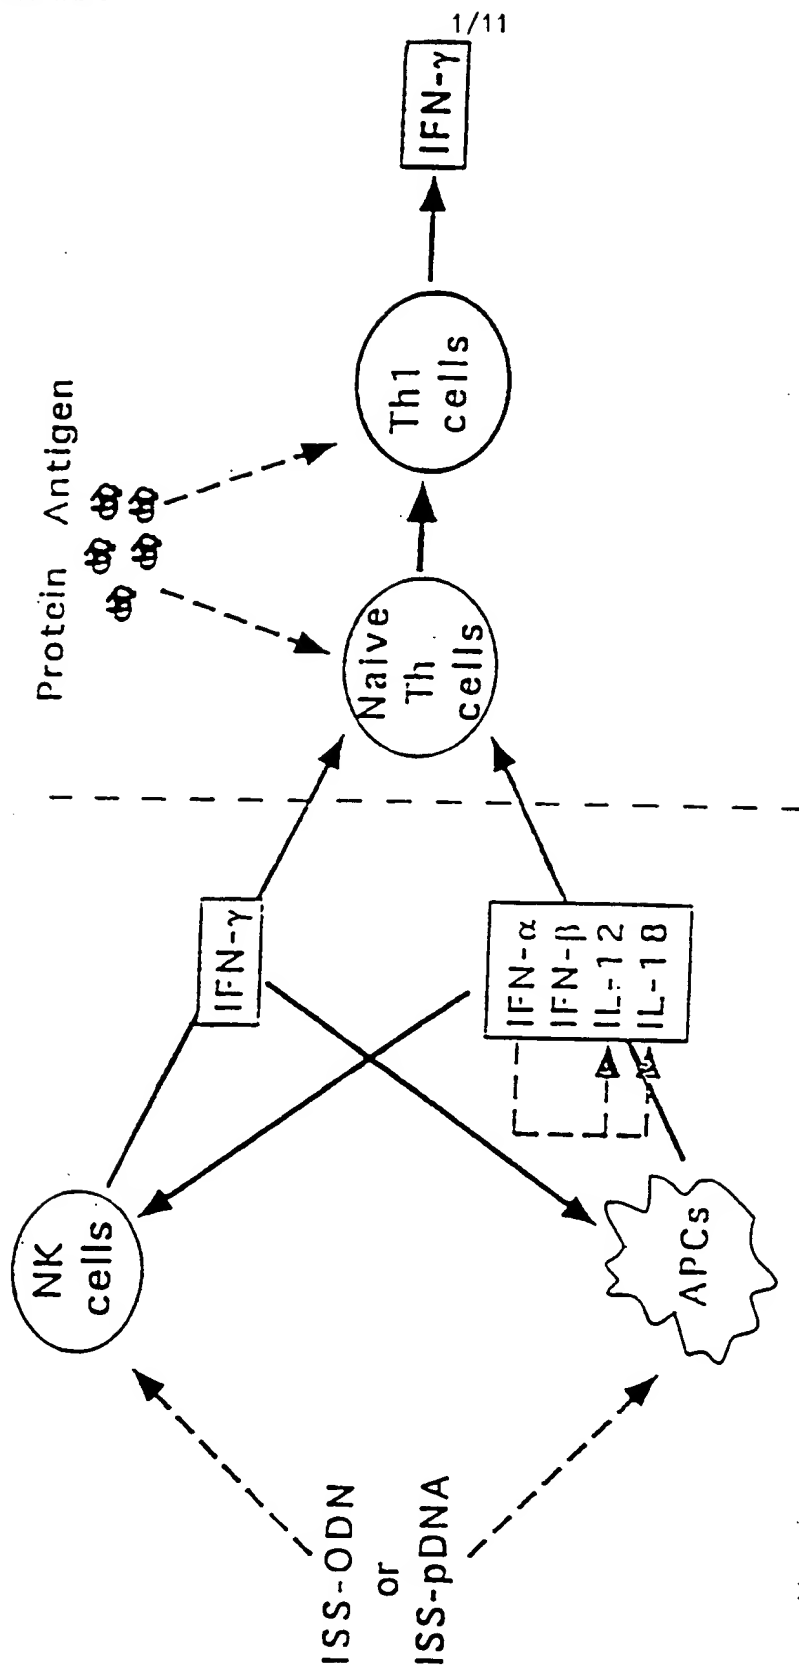 1/11
ISS-ODN
or
ISS-pDNA
NK
cells
APCs
IFN-γ
IFN-α
IFN-β
IL-12
IL-18
Protein Antigen
Naive
Th
cells
Th1
cells
IFN-γ